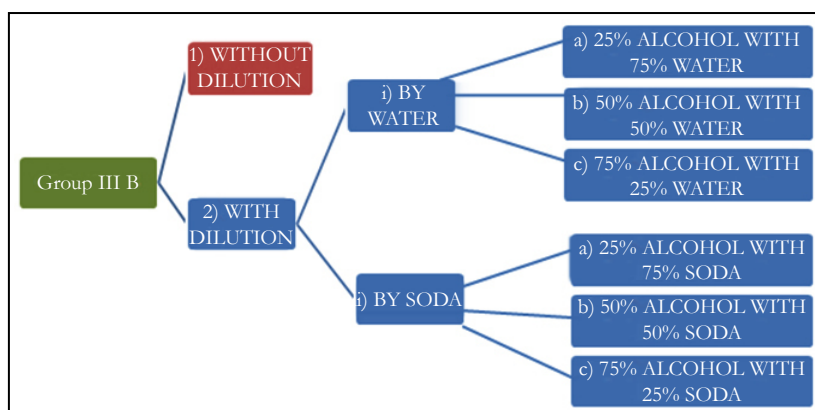 Group III B
1) WITHOUT
DILUTION
2) WITH
DILUTION
i) BY
WATER
a) 25% ALCOHOL WITH
75% WATER
b) 50% ALCOHOL WITH
50% WATER
c) 75% ALCOHOL WITH
25% WATER
i) BY SODA
a) 25% ALCOHOL WITH
75% SODA
b) 50% ALCOHOL WITH
50% SODA
c) 75% ALCOHOL WITH
25% SODA